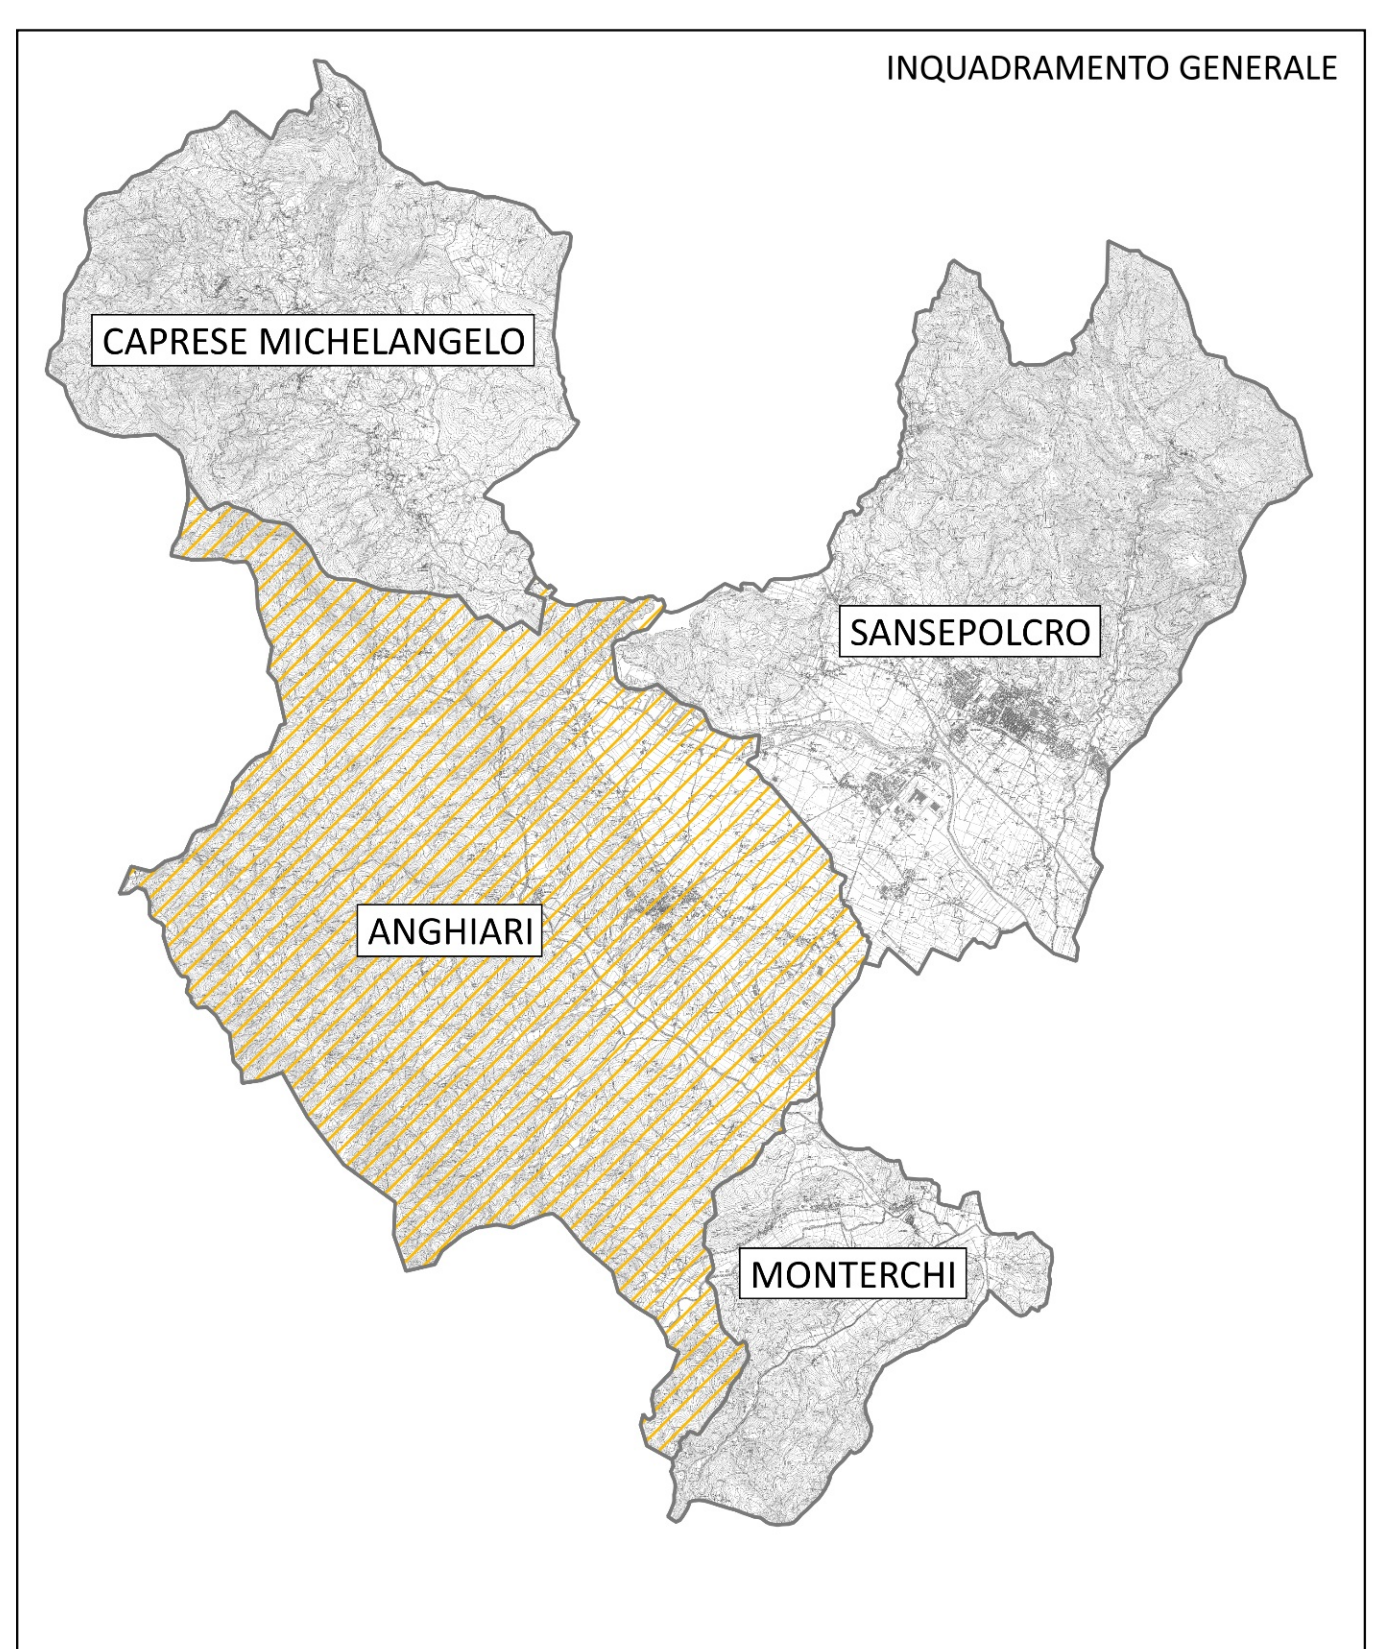 INQUADRAMENTO GENERALE
CAPRESE MICHELANGELO
SANSEPOLCRO
ANGHIARI
MONTERCHI